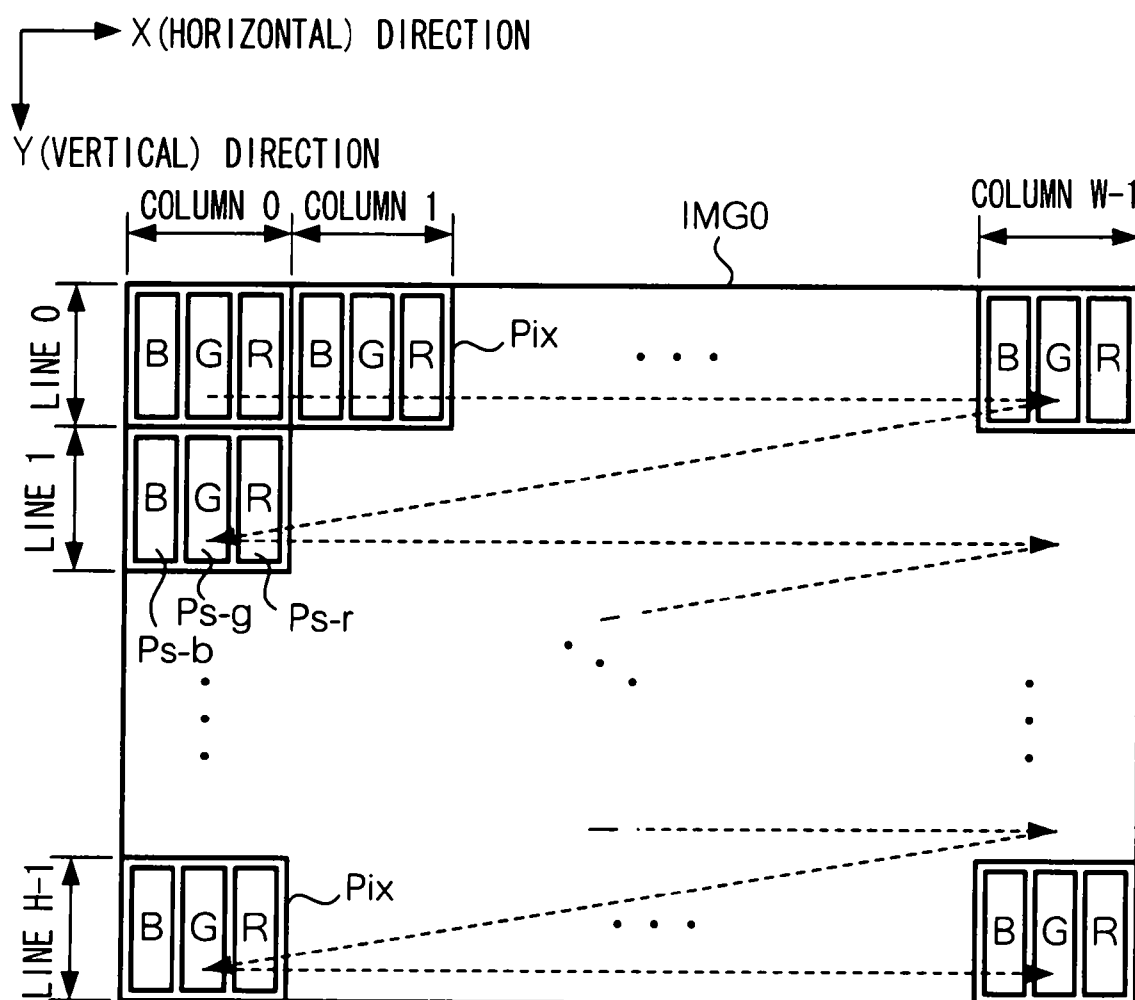 X (HORIZONTAL) DIRECTION
Y (VERTICAL) DIRECTION
COLUMN 0 COLUMN 1 IMG0 COLUMN W-1
LINE 0 B G R B G R Pix B G R
LINE 1 B G R
Ps-b Ps-g Ps-r
LINE H-1 B G R Pix B G R